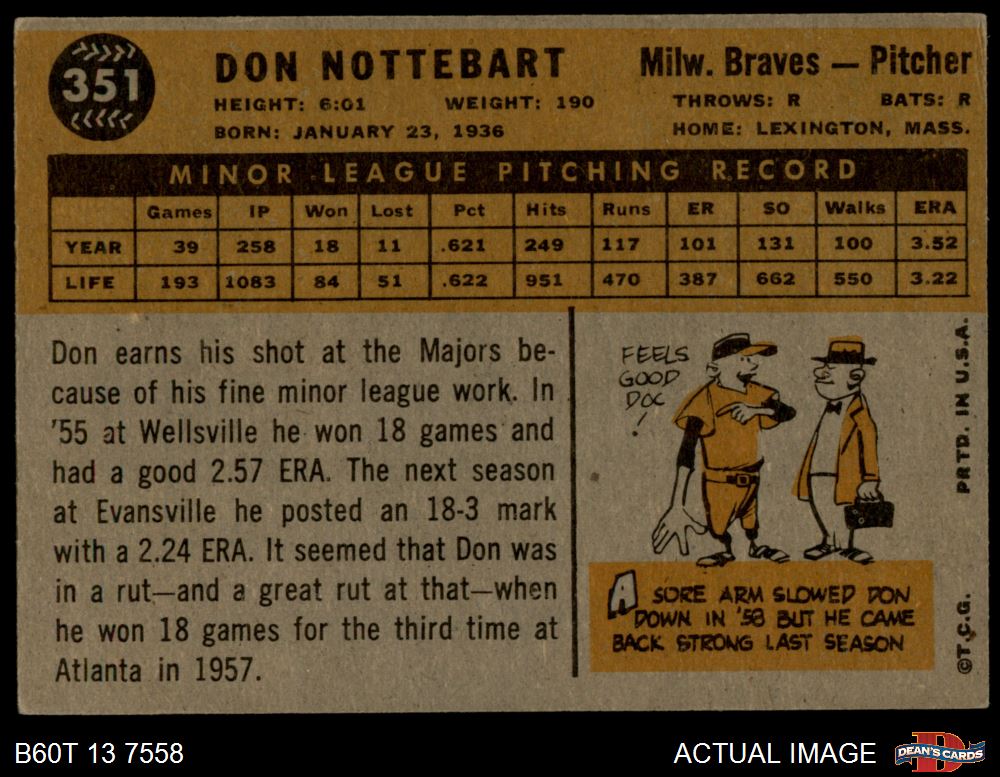 351
DON NOTTEBART
Milw. Braves — Pitcher
HEIGHT: 6:01 WEIGHT: 190 THROWS: R BATS: R
BORN: JANUARY 23, 1936 HOME: LEXINGTON, MASS.
MINOR LEAGUE PITCHING RECORD
Games IP Won Lost Pct Hits Runs ER SO Walks ERA
YEAR 39 258 18 11 .621 249 117 101 131 100 3.52
LIFE 193 1083 84 51 .622 951 470 387 662 550 3.22
Don earns his shot at the Majors be-
cause of his fine minor league work. In
'55 at Wellsville he won 18 games and
had a good 2.57 ERA. The next season
at Evansville he posted an 18-3 mark
with a 2.24 ERA. It seemed that Don was
in a rut—and a great rut at that—when
he won 18 games for the third time at
Atlanta in 1957.
FEELS
GOOD
DOC
!
A SORE ARM SLOWED DON
DOWN IN '58 BUT HE CAME
BACK STRONG LAST SEASON
©T.C.G. PRTD. IN U.S.A.
B60T 13 7558
ACTUAL IMAGE
D
DEAN'S CARDS